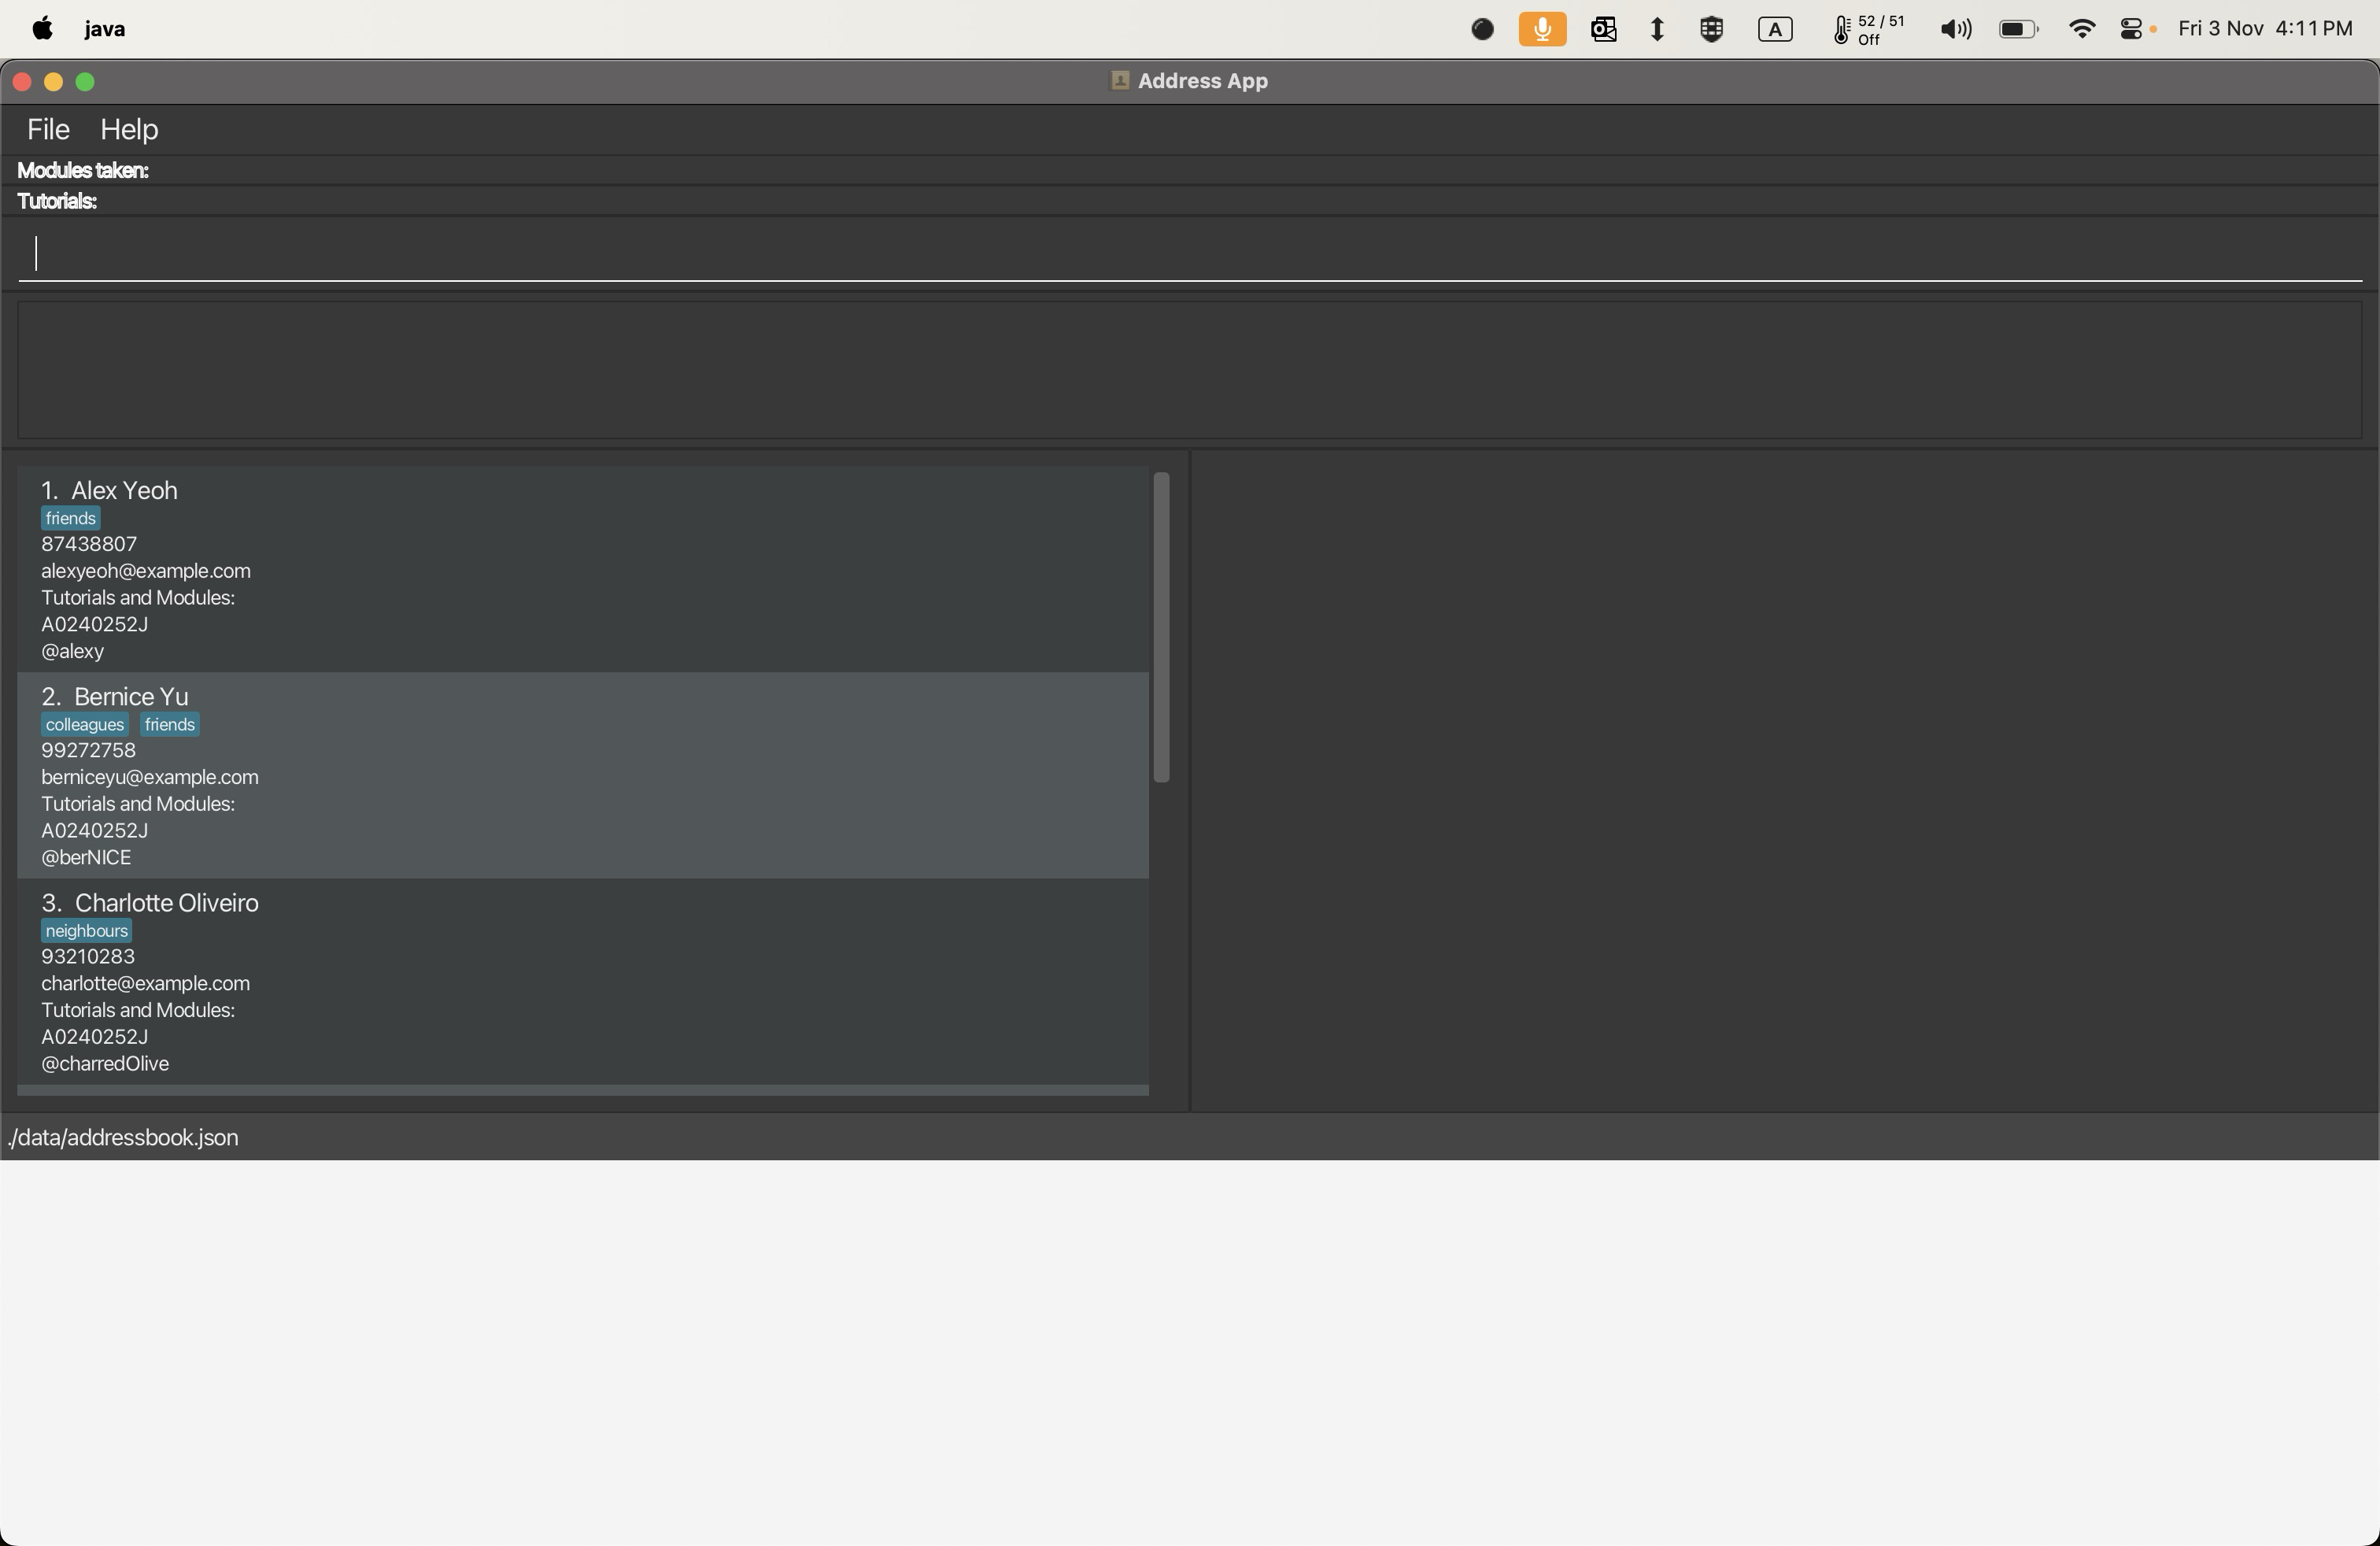 java
A
52 / 51
Off
Fri 3 Nov 4:11 PM
Address App
File Help
Modules taken:
Tutorials:
1. Alex Yeoh
friends
87438807
alexyeoh@example.com
Tutorials and Modules:
A0240252J
@alexy
2. Bernice Yu
colleagues friends
99272758
berniceyu@example.com
Tutorials and Modules:
A0240252J
@berNICE
3. Charlotte Oliveiro
neighbours
93210283
charlotte@example.com
Tutorials and Modules:
A0240252J
@charredOlive
./data/addressbook.json